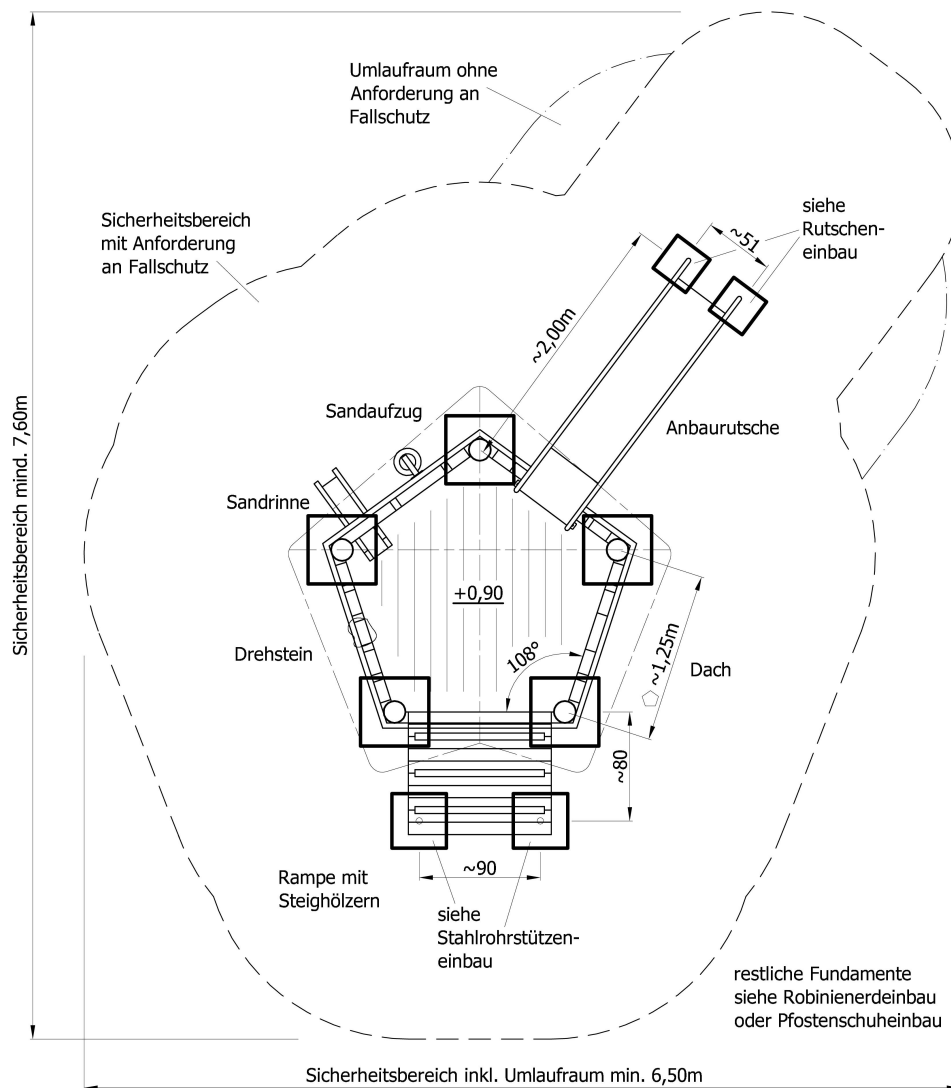 Umlaufraum ohne
Anforderung an
Fallschutz
Sicherheitsbereich
mit Anforderung
an Fallschutz
siehe
Rutschen-
einbau
~51
~2,00m
Sandaufzug
Anbaurutsche
Sandrinne
Sicherheitsbereich mind. 7,60m
+0,90
108°
Drehstein
Dach
~1,25m
~80
~90
Rampe mit
Steighölzern
siehe
Stahlrohrstützen-
einbau
restliche Fundamente
siehe Robinienerdeinbau
oder Pfostenschuheinbau
Sicherheitsbereich inkl. Umlaufraum min. 6,50m